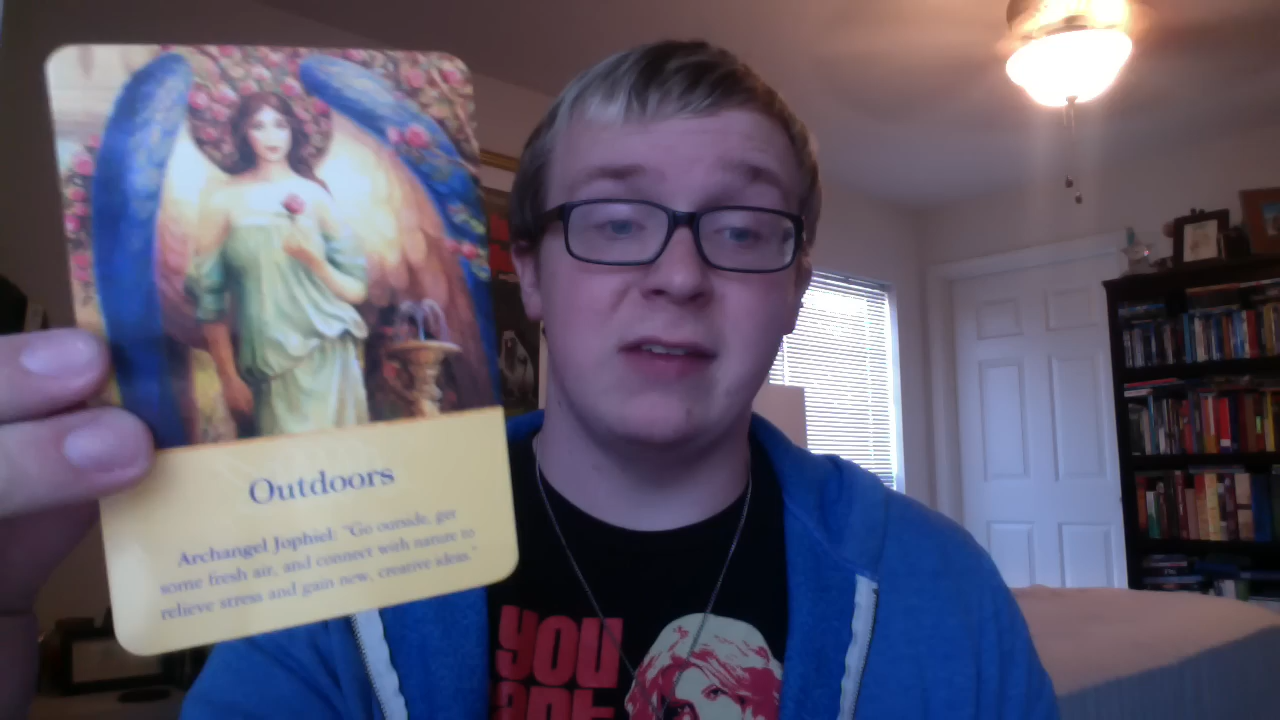 Outdoors
Archangel Jophiel: "Go outside, get
some fresh air, and connect with nature to
relieve stress and gain new, creative ideas."
YOU